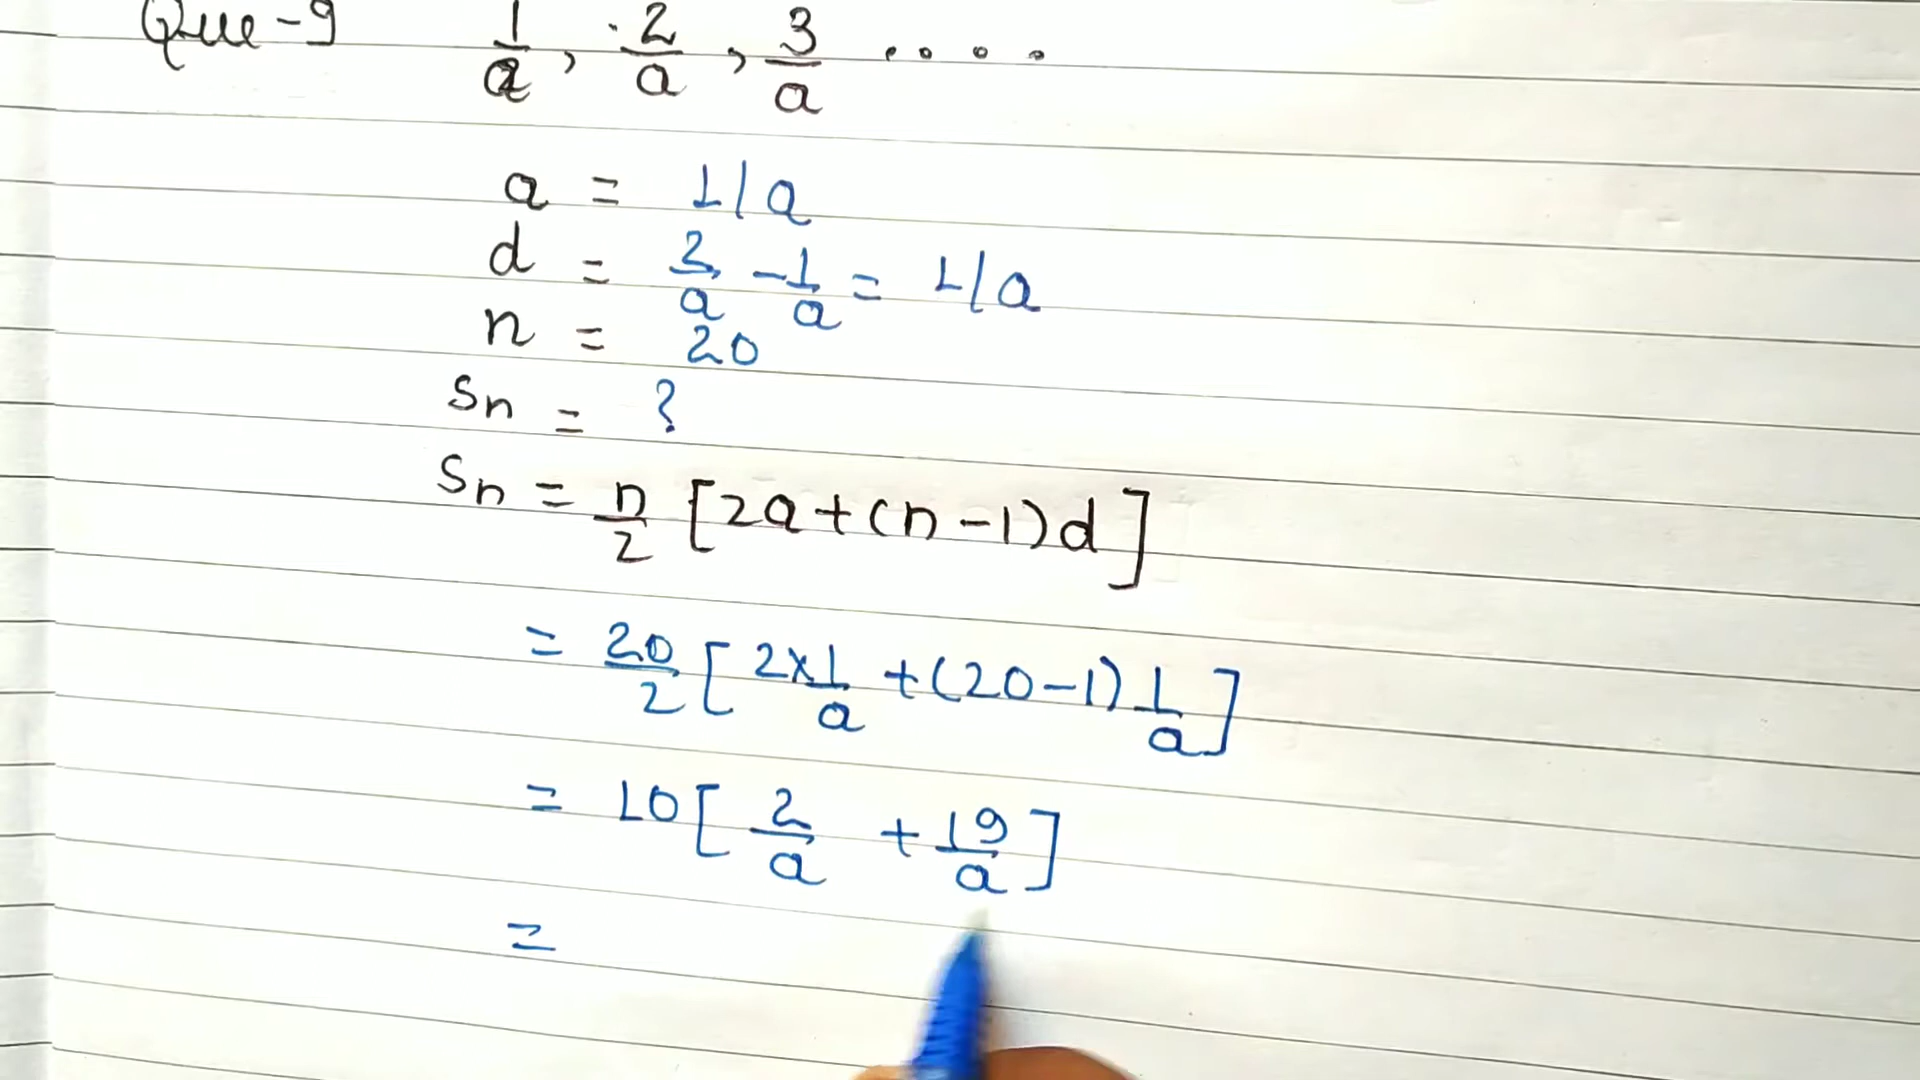 Que-9 1/a, 2/a, 3/a ....
a = 1/a
d = 2/a - 1/a = 1/a
n = 20
Sn = ?
Sn = n/2 [2a+(n-1)d]
= 20/2 [2×1/a +(20-1)1/a]
= 10[2/a + 19/a]
=